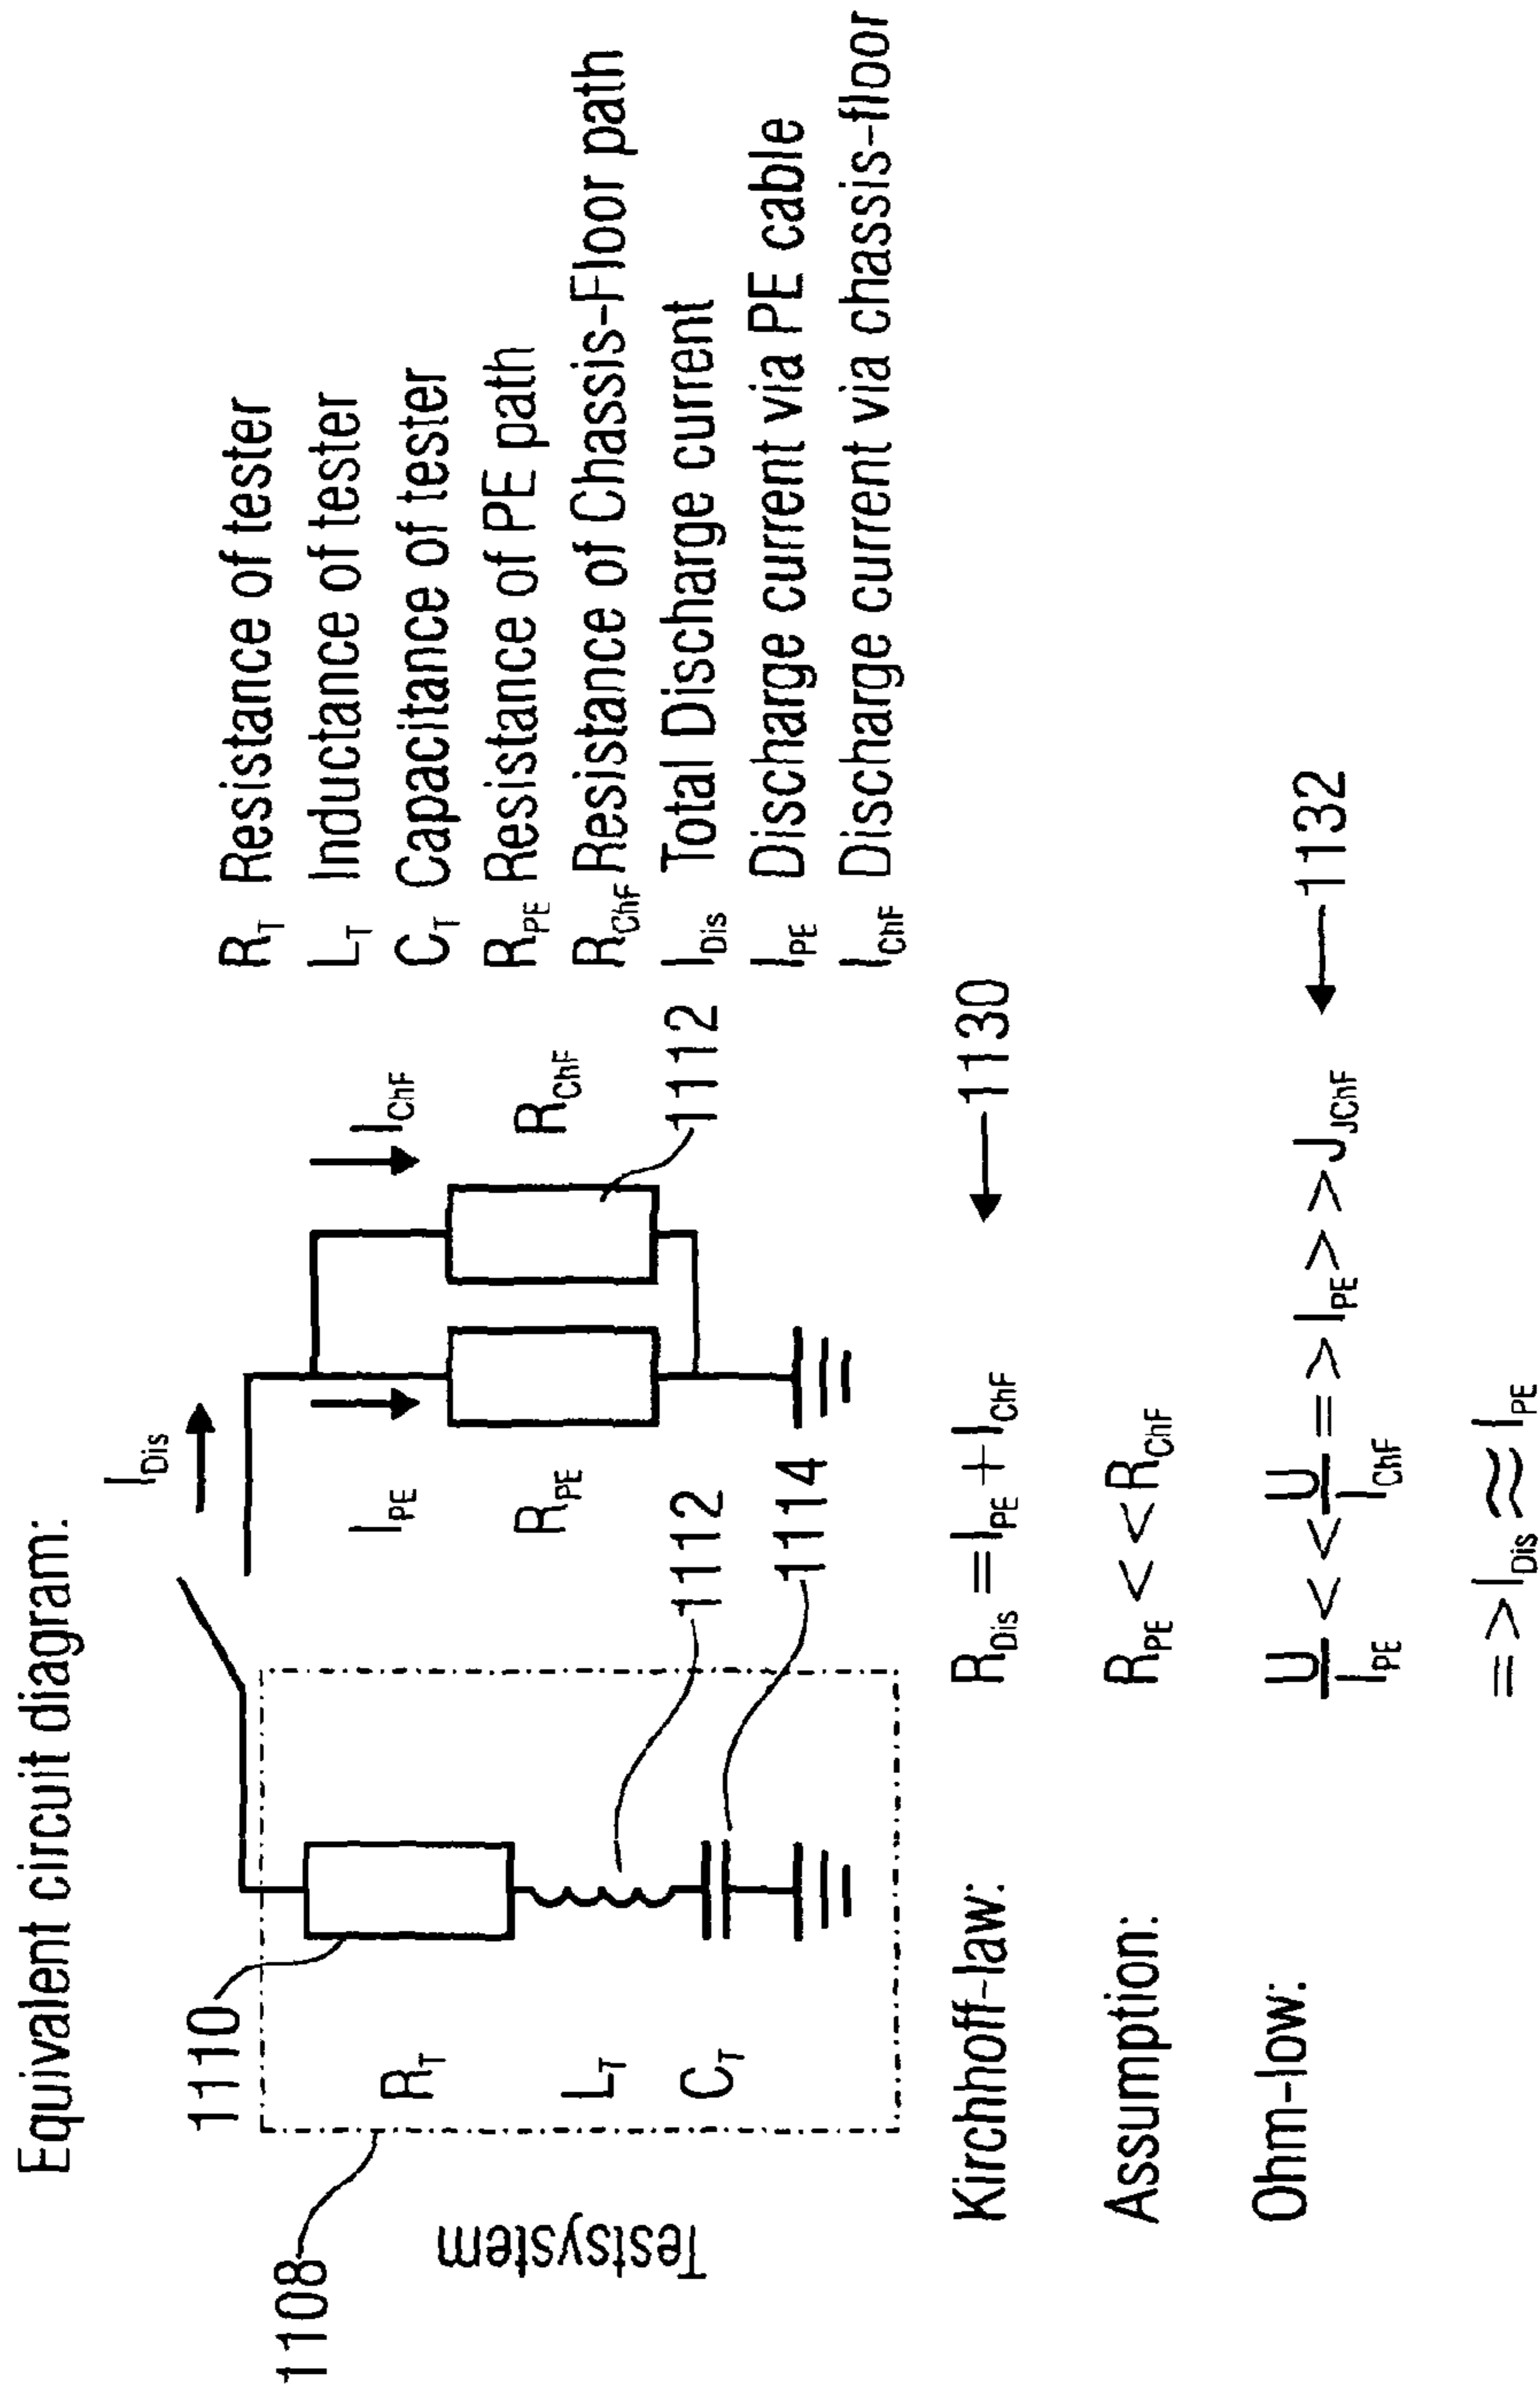 Equivalent circuit diagram:
I_Dis
1110
1108
Testsystem
R_T
L_T
C_T
I_PE
I_ChF
R_PE
R_ChF
1112
1112
1114
R_T Resistance of tester
L_T Inductance of tester
C_T Capacitance of tester
R_PE Resistance of PE path
R_ChF Resistance of Chassis-Floor path
I_Dis Total Discharge current
I_PE Discharge current via PE cable
I_ChF Discharge current via chassis-floor
Kirchhoff-law: R_Dis = I_PE + I_ChF 1130
Assumption: R_PE << R_ChF
Ohm-low: U/I_PE << U/I_ChF => I_PE >> J_JChF 1132
=> I_Dis ≈ I_PE